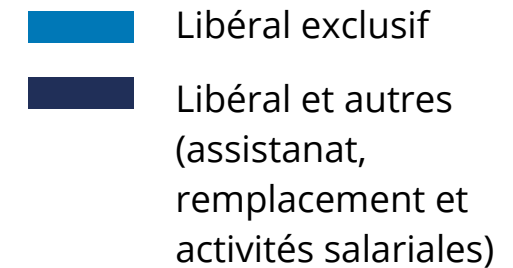 Libéral exclusif
Libéral et autres
(assistanat,
remplacement et
activités salariales)